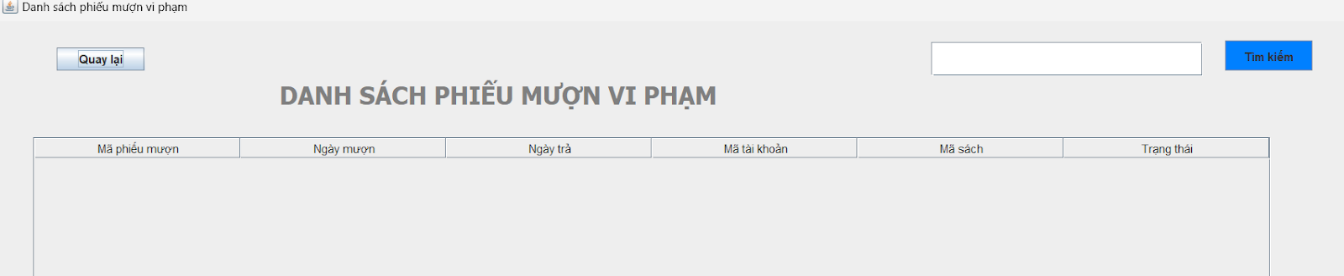 Danh sách phiếu mượn vi phạm
Quay lại
Tìm kiếm
DANH SÁCH PHIẾU MƯỢN VI PHẠM
Mã phiếu mượn Ngày mượn Ngày trả Mã tài khoản Mã sách Trạng thái